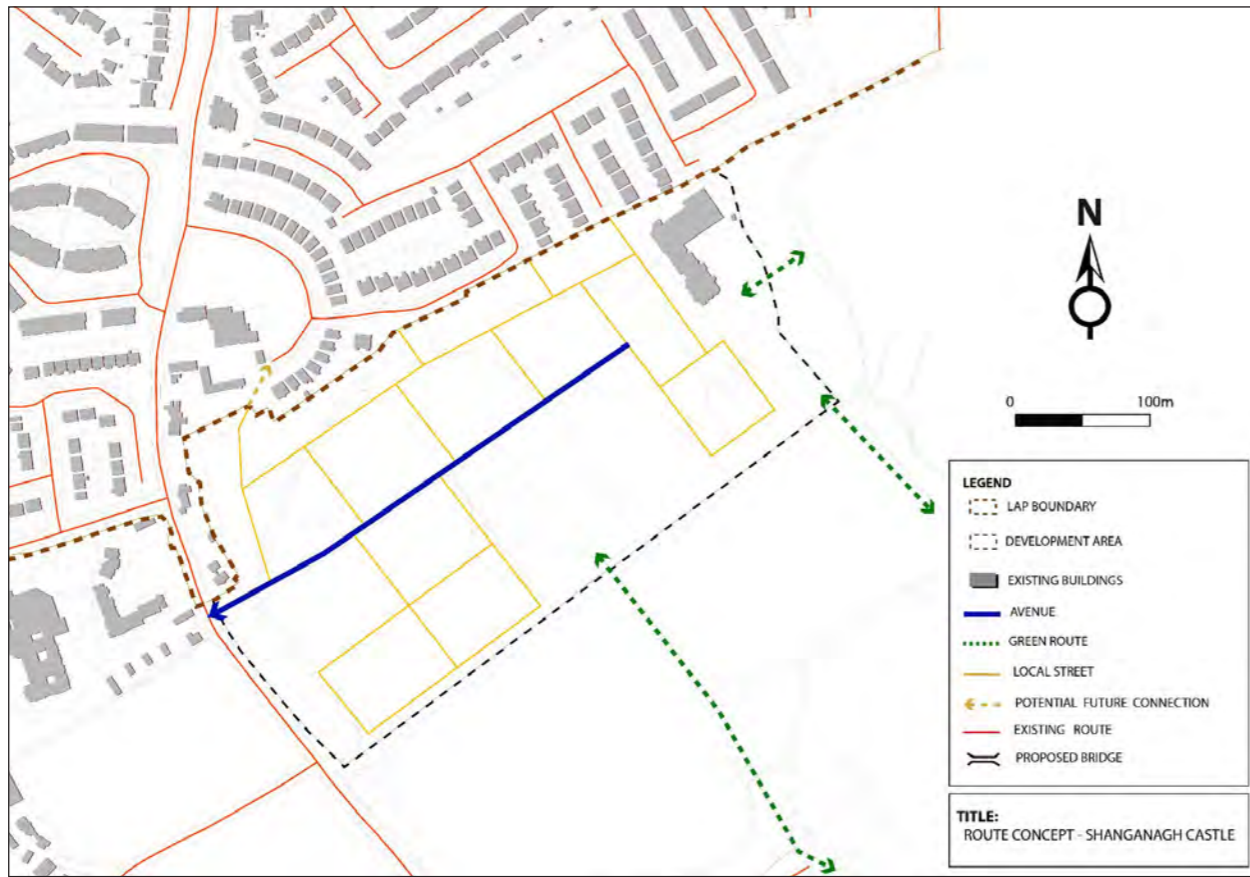 N
0 100m
LEGEND
LAP BOUNDARY
DEVELOPMENT AREA
EXISTING BUILDINGS
AVENUE
GREEN ROUTE
LOCAL STREET
POTENTIAL FUTURE CONNECTION
EXISTING ROUTE
PROPOSED BRIDGE
TITLE:
ROUTE CONCEPT - SHANGANAGH CASTLE